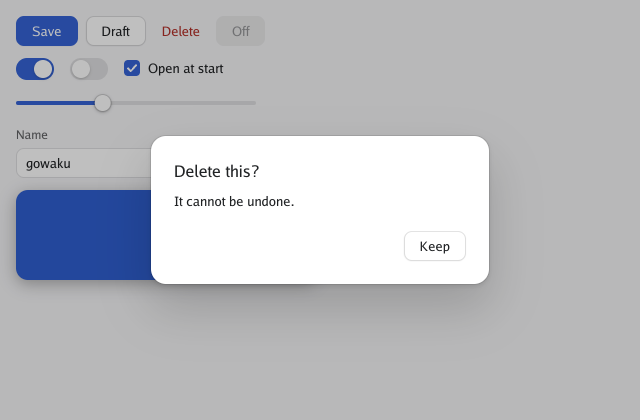 Save Draft Delete Off
Open at start
Name
gowaku
Delete this?
It cannot be undone.
Keep